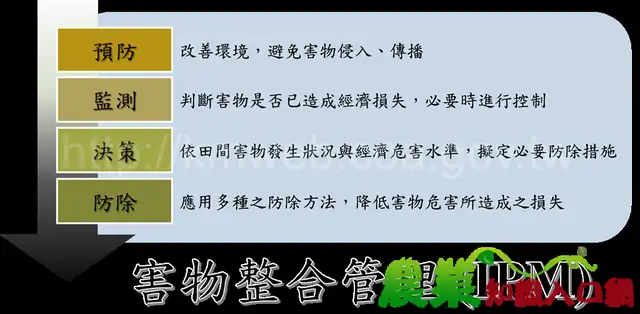 預防
改善環境，避免害物侵入、傳播
監測
判斷害物是否已造成經濟損失，必要時進行控制
決策
依田間害物發生狀況與經濟危害水準，擬定必要防除措施
防除
應用多種之防除方法，降低害物危害所造成之損失
害物整合管理(IPM)
農業知識入口網